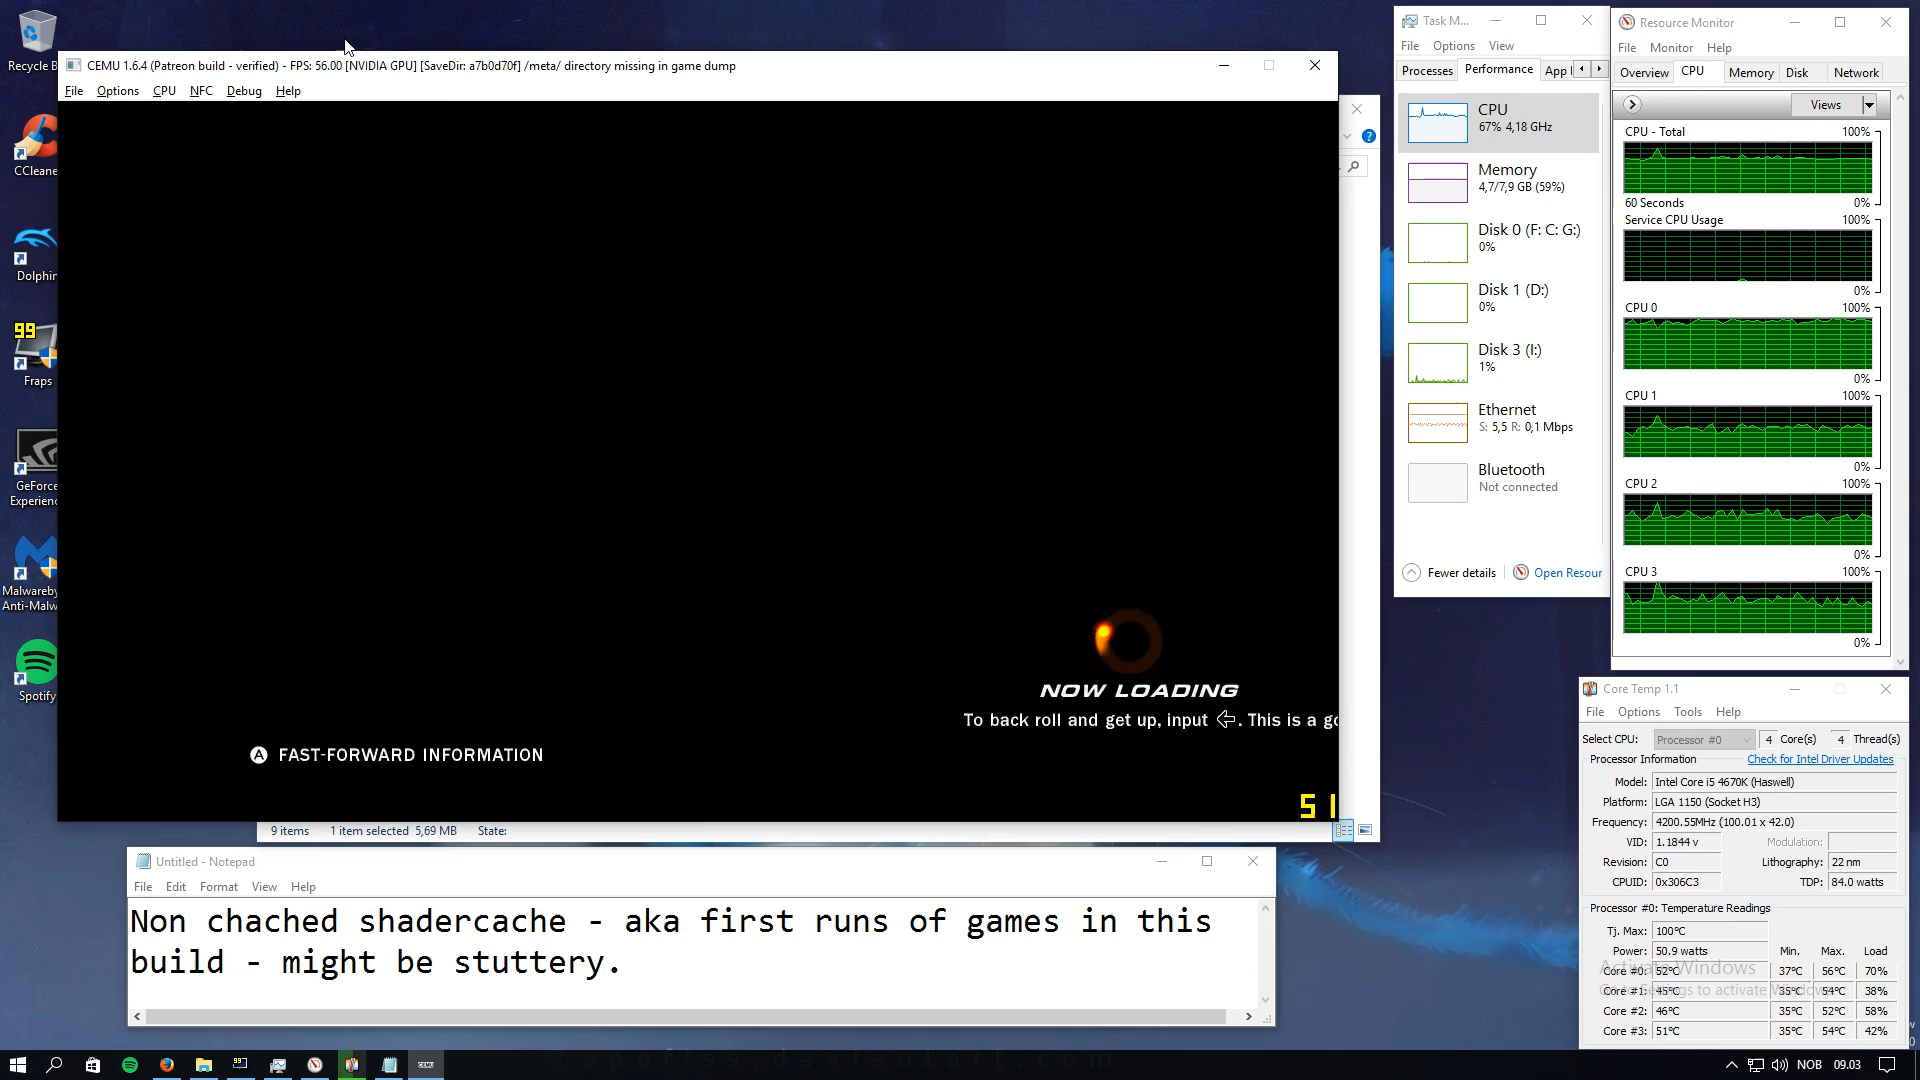 Recycle B
CCleane
Dolphin
99
Fraps
GeForce
Experienc
Malwareby
Anti-Malw
Spotify
CEMU 1.6.4 (Patreon build - verified) - FPS: 56.00 [NVIDIA GPU] [SaveDir: a7b0d70f] /meta/ directory missing in game dump
File Options CPU NFC Debug Help
NOW LOADING
To back roll and get up, input . This is a go
A FAST-FORWARD INFORMATION
51
9 items 1 item selected 5,69 MB State:
Untitled - Notepad
File Edit Format View Help
Non chached shadercache - aka first runs of games in this
build - might be stuttery.
Task M...
File Options View
Processes Performance App
CPU
67% 4,18 GHz
Memory
4,7/7,9 GB (59%)
Disk 0 (F: C: G:)
0%
Disk 1 (D:)
0%
Disk 3 (I:)
1%
Ethernet
S: 5,5 R: 0,1 Mbps
Bluetooth
Not connected
Fewer details Open Resour
Resource Monitor
File Monitor Help
Overview CPU Memory Disk Network
Views
CPU - Total 100%
60 Seconds 0%
Service CPU Usage 100%
0%
CPU 0 100%
0%
CPU 1 100%
0%
CPU 2 100%
0%
CPU 3 100%
0%
Core Temp 1.1
File Options Tools Help
Select CPU: Processor #0 4 Core(s) 4 Thread(s)
Processor Information Check for Intel Driver Updates
Model: Intel Core i5 4670K (Haswell)
Platform: LGA 1150 (Socket H3)
Frequency: 4200.55MHz (100.01 x 42.0)
VID: 1.1844 v Modulation:
Revision: C0 Lithography: 22 nm
CPUID: 0x306C3 TDP: 84.0 watts
Processor #0: Temperature Readings
Tj. Max: 100°C
Power: 50.9 watts Min. Max. Load
Core #0: 52°C 37°C 56°C 70%
Core #1: 45°C 35°C 54°C 38%
Core #2: 46°C 35°C 52°C 58%
Core #3: 51°C 35°C 54°C 42%
Activate Windows
Go to Settings to activate Windows.
apofiss.deviantart.com
NOB 09.03